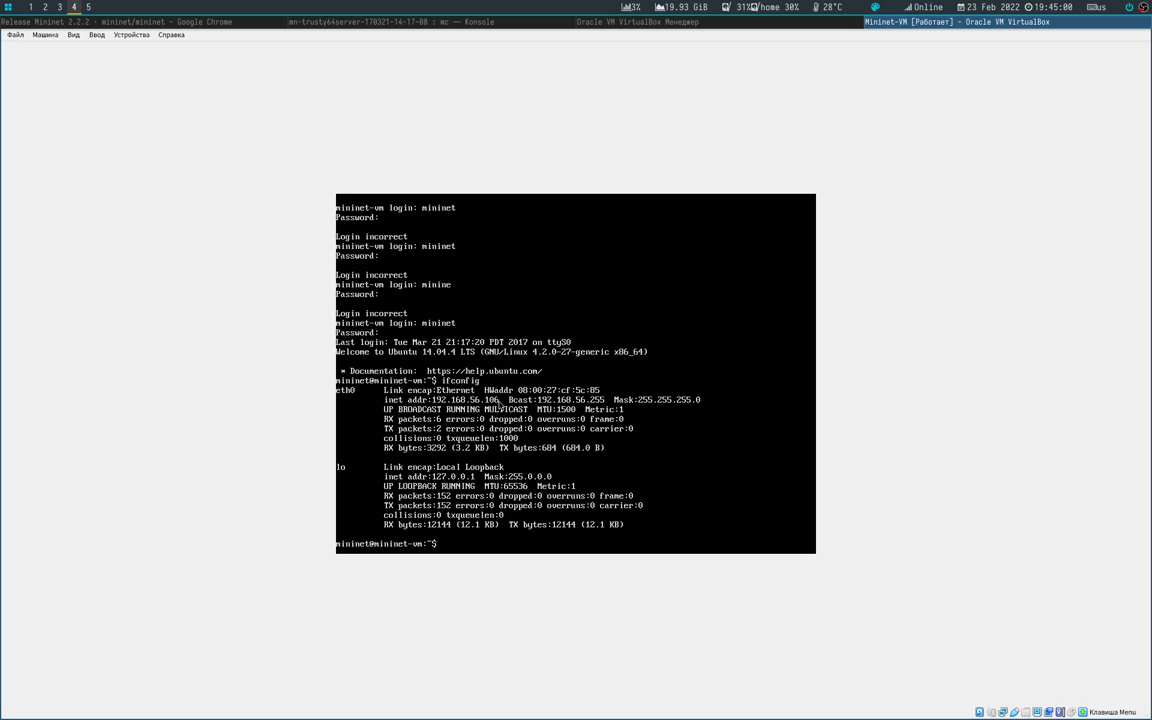 1 2 3 4 5 3% 19.93 GiB 31% /home 30% 28°C Online 23 Feb 2022 19:45:00 us
Release Mininet 2.2.2 · mininet/mininet - Google Chrome
mn-trusty64server-170321-14-17-08 : mc — Konsole
Oracle VM VirtualBox Менеджер
Mininet-VM [Работает] - Oracle VM VirtualBox
Файл Машина Вид Ввод Устройства Справка
mininet-vm login: mininet
Password:
Login incorrect
mininet-vm login: mininet
Password:
Login incorrect
mininet-vm login: minine
Password:
Login incorrect
mininet-vm login: mininet
Password:
Last login: Tue Mar 21 21:17:20 PDT 2017 on ttyS0
Welcome to Ubuntu 14.04.4 LTS (GNU/Linux 4.2.0-27-generic x86_64)
* Documentation: https://help.ubuntu.com/
mininet@mininet-vm:~$ ifconfig
eth0 Link encap:Ethernet HWaddr 08:00:27:cf:5c:85
inet addr:192.168.56.106 Bcast:192.168.56.255 Mask:255.255.255.0
UP BROADCAST RUNNING MULTICAST MTU:1500 Metric:1
RX packets:6 errors:0 dropped:0 overruns:0 frame:0
TX packets:2 errors:0 dropped:0 overruns:0 carrier:0
collisions:0 txqueuelen:1000
RX bytes:3292 (3.2 KB) TX bytes:684 (684.0 B)
lo Link encap:Local Loopback
inet addr:127.0.0.1 Mask:255.0.0.0
UP LOOPBACK RUNNING MTU:65536 Metric:1
RX packets:152 errors:0 dropped:0 overruns:0 frame:0
TX packets:152 errors:0 dropped:0 overruns:0 carrier:0
collisions:0 txqueuelen:0
RX bytes:12144 (12.1 KB) TX bytes:12144 (12.1 KB)
mininet@mininet-vm:~$
Клавиша Menu